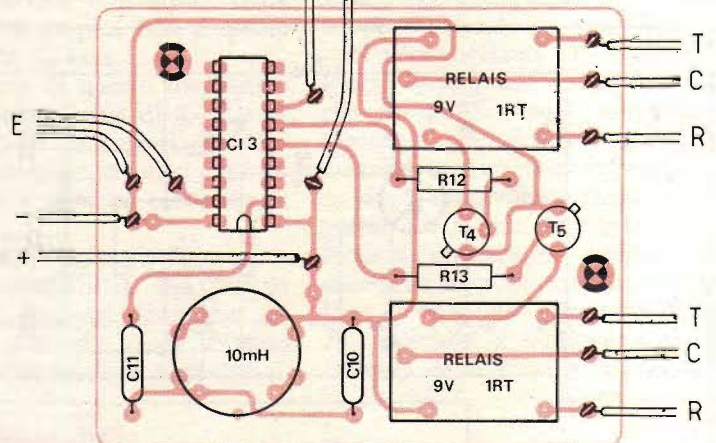 T
RELAIS
C
9V 1RT
E
CI 3
R
R12
T4
T5
-
+
R13
T
10mH
C11
C10
RELAIS
C
9V 1RT
R